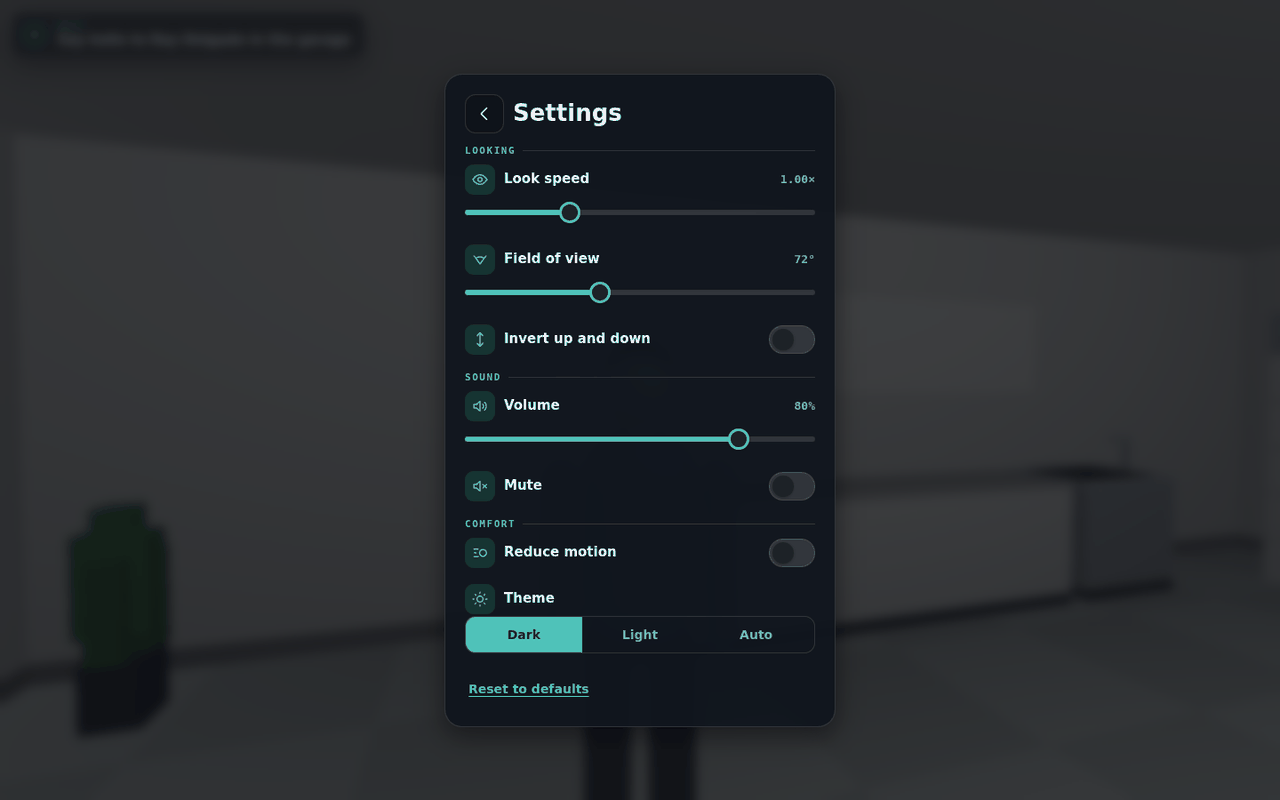 Settings
LOOKING
Look speed
1.00×
Field of view
72°
Invert up and down
SOUND
Volume
80%
Mute
COMFORT
Reduce motion
Theme
Dark
Light
Auto
Reset to defaults